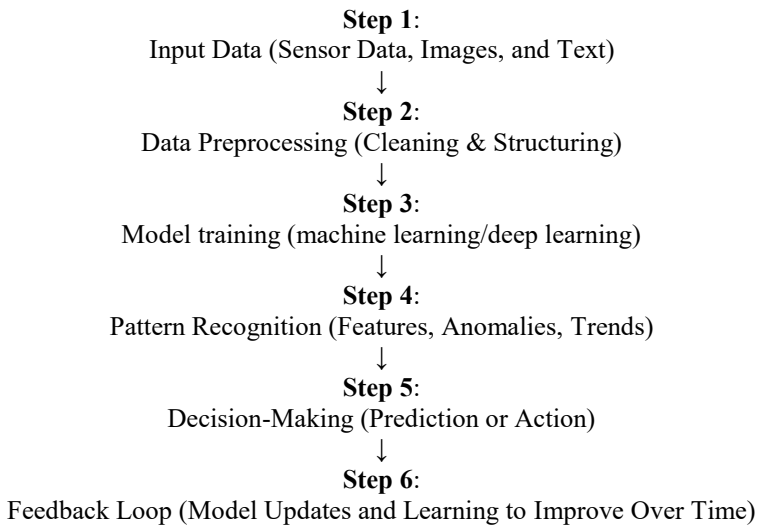 Step 1:
Input Data (Sensor Data, Images, and Text)
↓
Step 2:
Data Preprocessing (Cleaning & Structuring)
↓
Step 3:
Model training (machine learning/deep learning)
↓
Step 4:
Pattern Recognition (Features, Anomalies, Trends)
↓
Step 5:
Decision-Making (Prediction or Action)
↓
Step 6:
Feedback Loop (Model Updates and Learning to Improve Over Time)